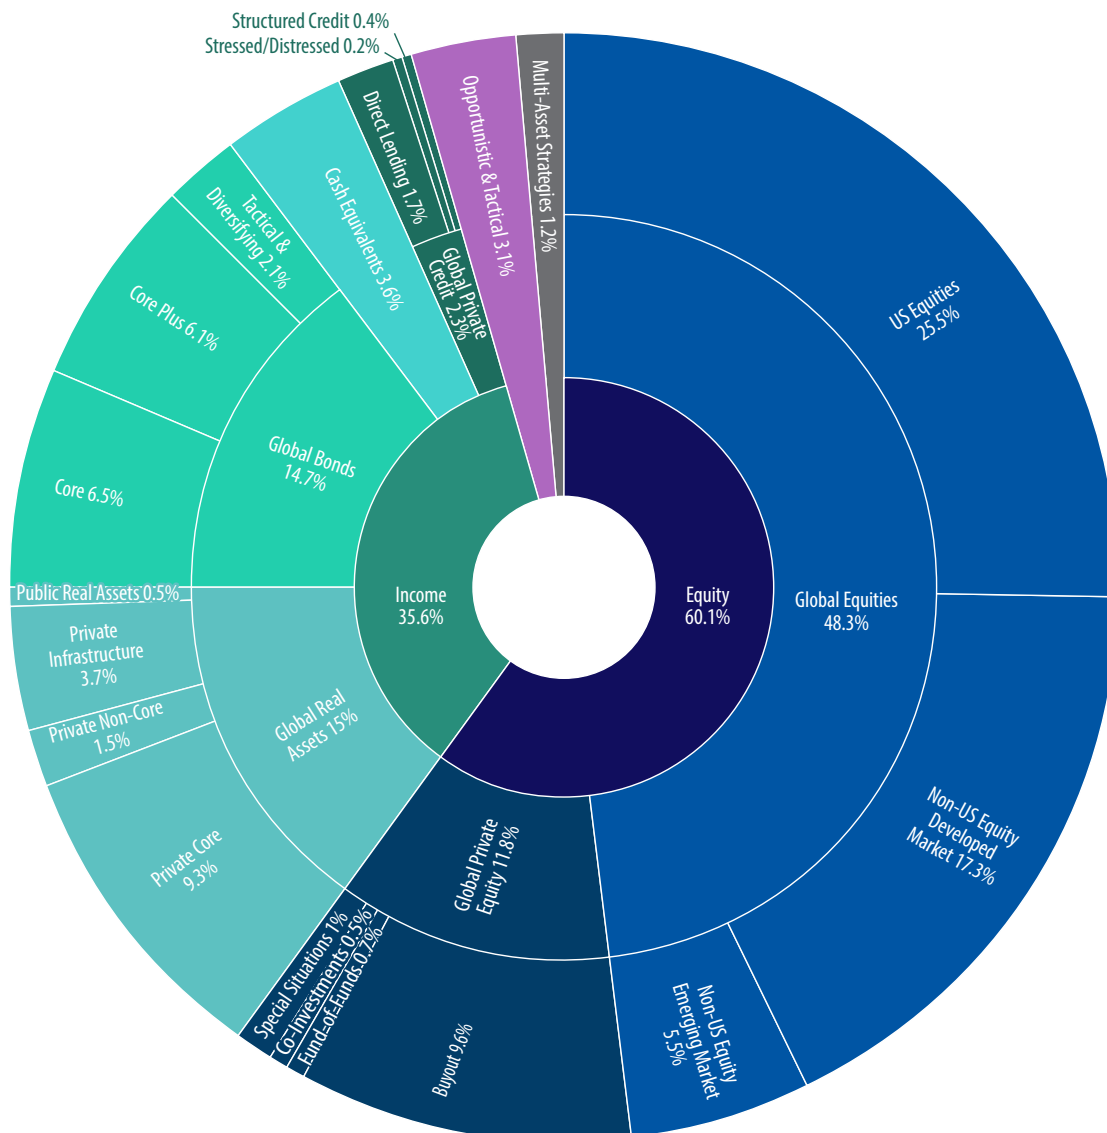 Structured Credit 0.4%
Stressed/Distressed 0.2%
Multi-Asset Strategies 1.2%
Opportunistic & Tactical 3.1%
Direct Lending 1.7%
Global Private
Credit 2.3%
Cash Equivalents 3.6%
Tactical &
Diversifying 2.1%
Core Plus 6.1%
Core 6.5%
Global Bonds
14.7%
US Equities
25.5%
Public Real Assets 0.5%
Income
35.6%
Equity
60.1%
Global Equities
48.3%
Private
Infrastructure
3.7%
Private Non-Core
1.5%
Global Real
Assets 15%
Private Core
9.3%
Global Private
Equity 11.8%
Non-US Equity
Developed
Market 17.3%
Special Situations 1%
Co-Investments 0.5%
Fund-of-Funds 0.7%
Buyout 9.6%
Non-US Equity
Emerging Market
5.5%